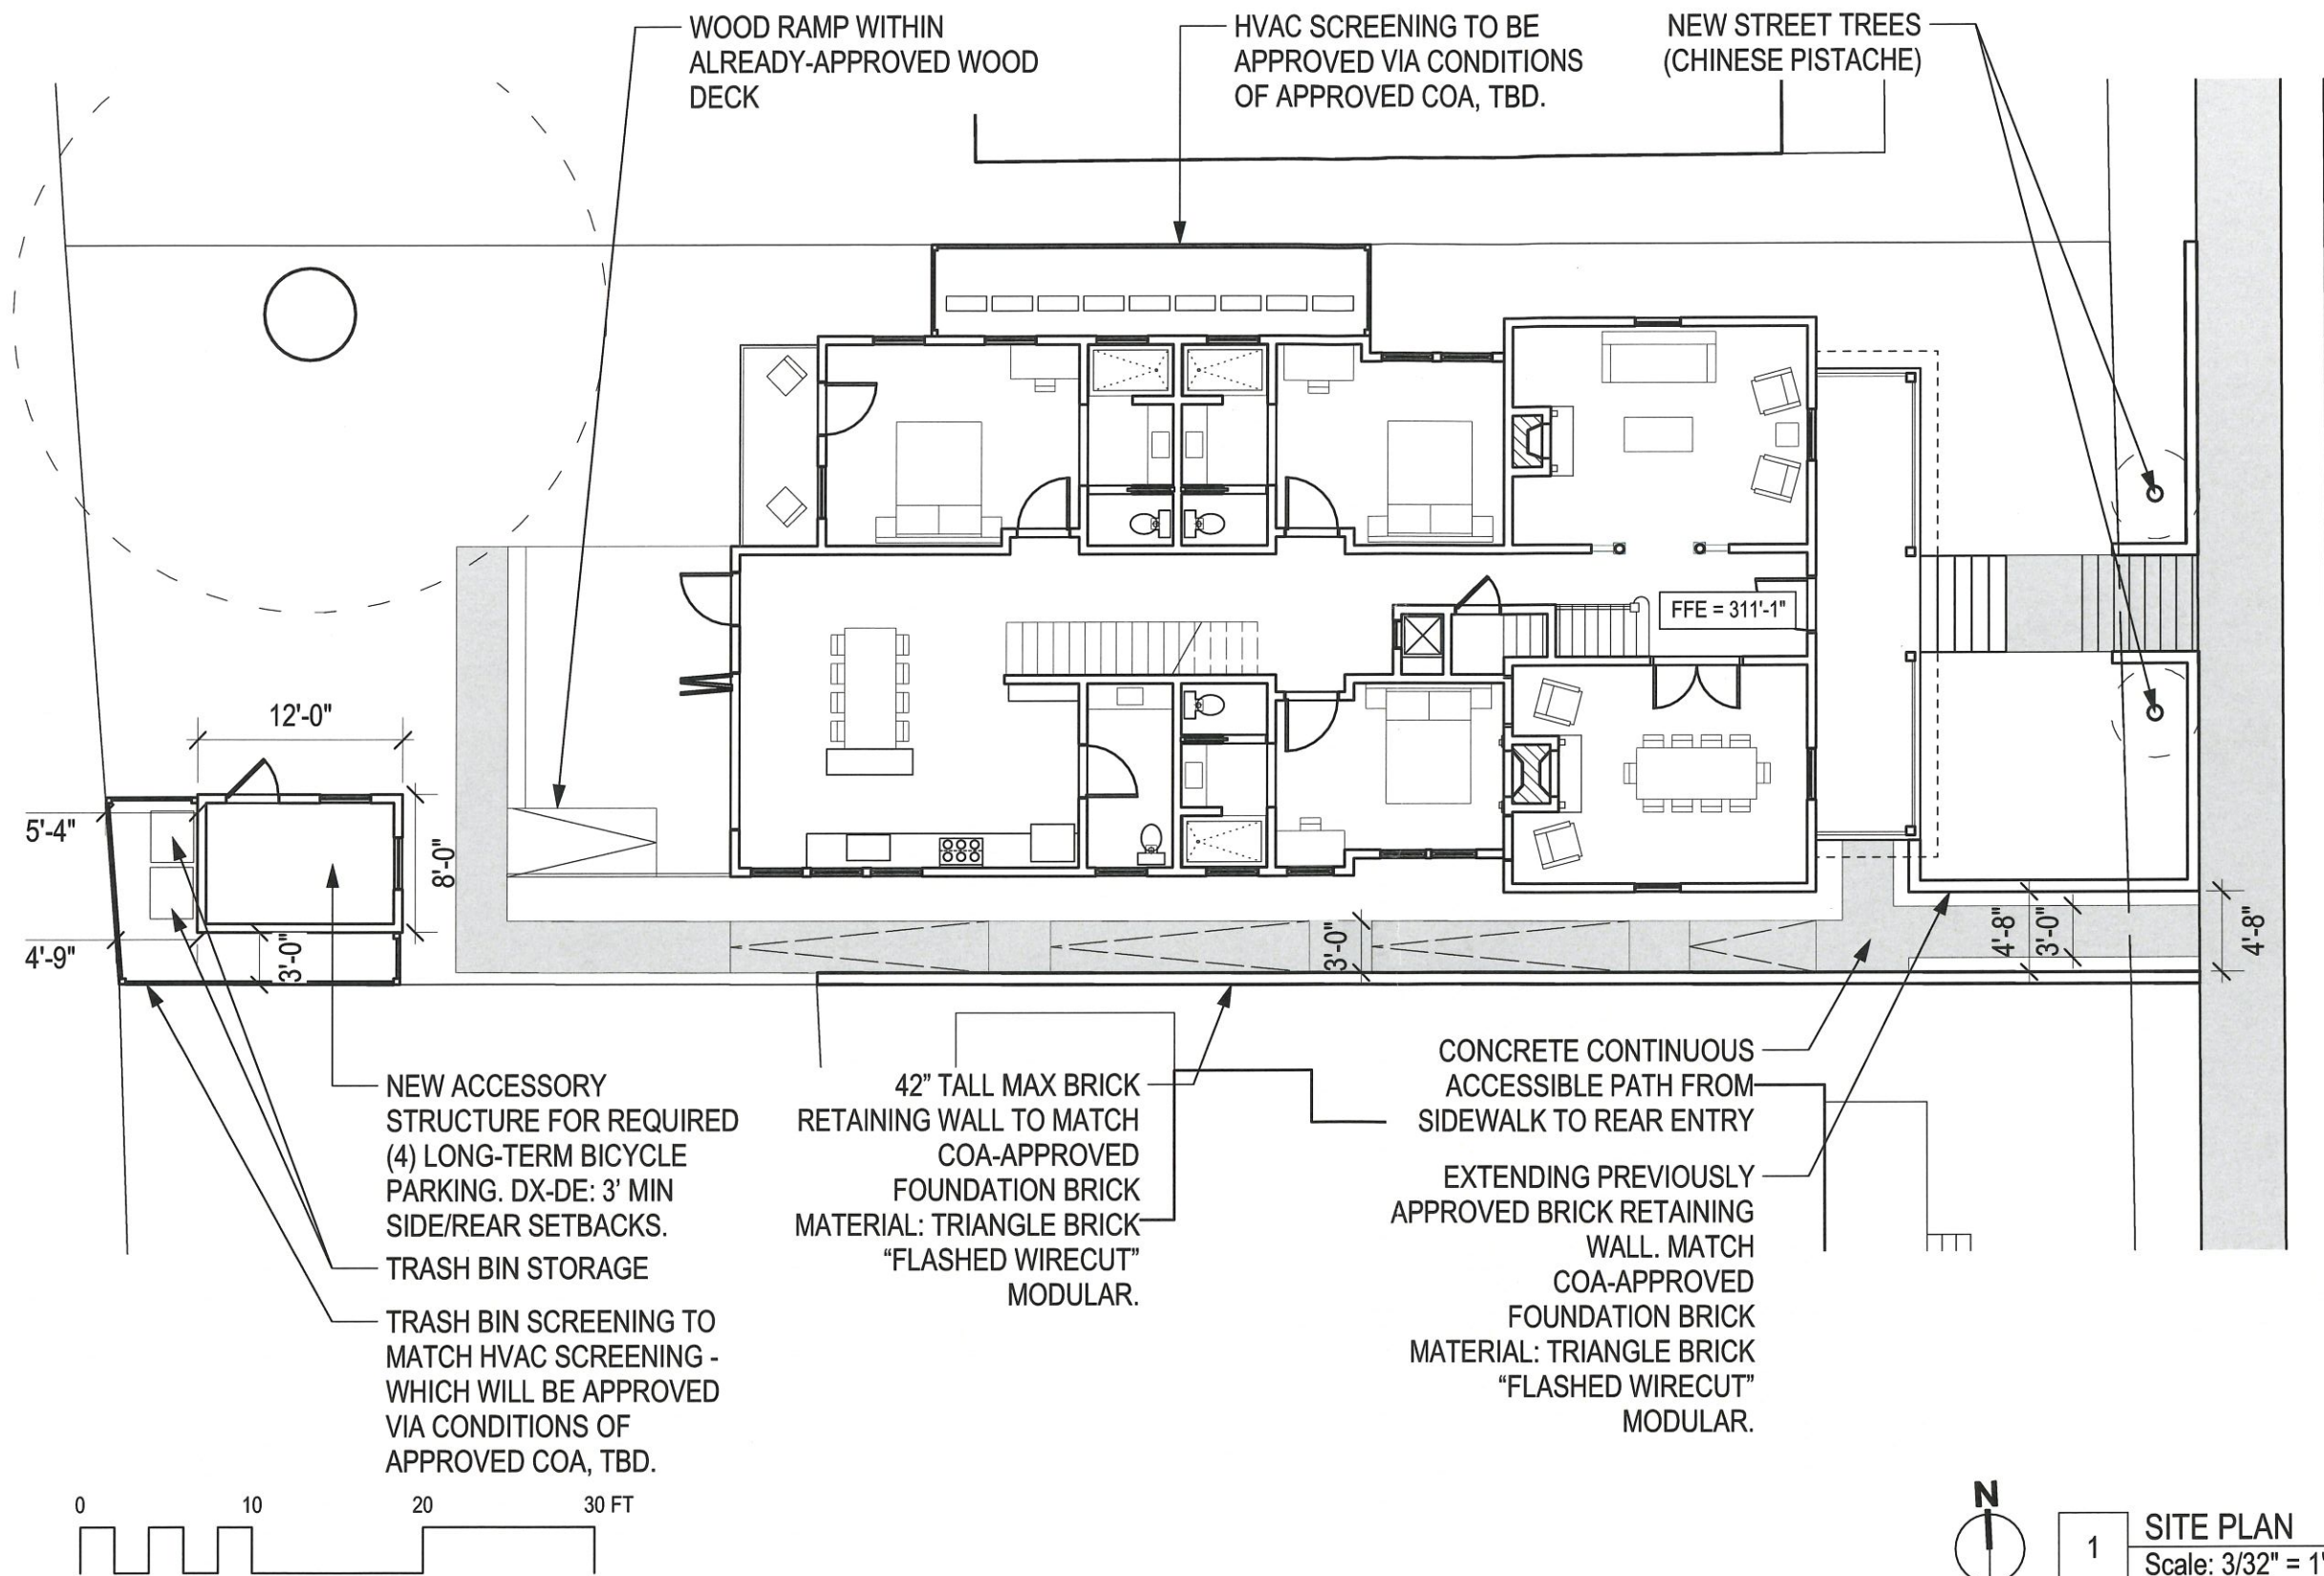 WOOD RAMP WITHIN
ALREADY-APPROVED WOOD
DECK
HVAC SCREENING TO BE
APPROVED VIA CONDITIONS
OF APPROVED COA, TBD.
NEW STREET TREES
(CHINESE PISTACHE)
FFE = 311'-1"
12'-0"
5'-4"
8'-0"
4'-9"
3'-0"
3'-0"
4'-8"
3'-0"
4'-8"
NEW ACCESSORY
STRUCTURE FOR REQUIRED
(4) LONG-TERM BICYCLE
PARKING. DX-DE: 3' MIN
SIDE/REAR SETBACKS.
TRASH BIN STORAGE
TRASH BIN SCREENING TO
MATCH HVAC SCREENING -
WHICH WILL BE APPROVED
VIA CONDITIONS OF
APPROVED COA, TBD.
42” TALL MAX BRICK
RETAINING WALL TO MATCH
COA-APPROVED
FOUNDATION BRICK
MATERIAL: TRIANGLE BRICK
“FLASHED WIRECUT”
MODULAR.
CONCRETE CONTINUOUS
ACCESSIBLE PATH FROM
SIDEWALK TO REAR ENTRY
EXTENDING PREVIOUSLY
APPROVED BRICK RETAINING
WALL. MATCH
COA-APPROVED
FOUNDATION BRICK
MATERIAL: TRIANGLE BRICK
“FLASHED WIRECUT”
MODULAR.
0 10 20 30 FT
N
1
SITE PLAN
Scale: 3/32" = 1'